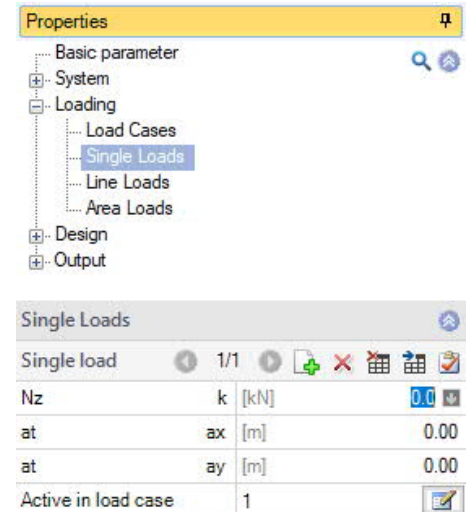 Properties
Basic parameter
System
Loading
Load Cases
Single Loads
Line Loads
Area Loads
Design
Output
Single Loads
Single load 1/1
Nz k [kN] 0.0
at ax [m] 0.00
at ay [m] 0.00
Active in load case 1